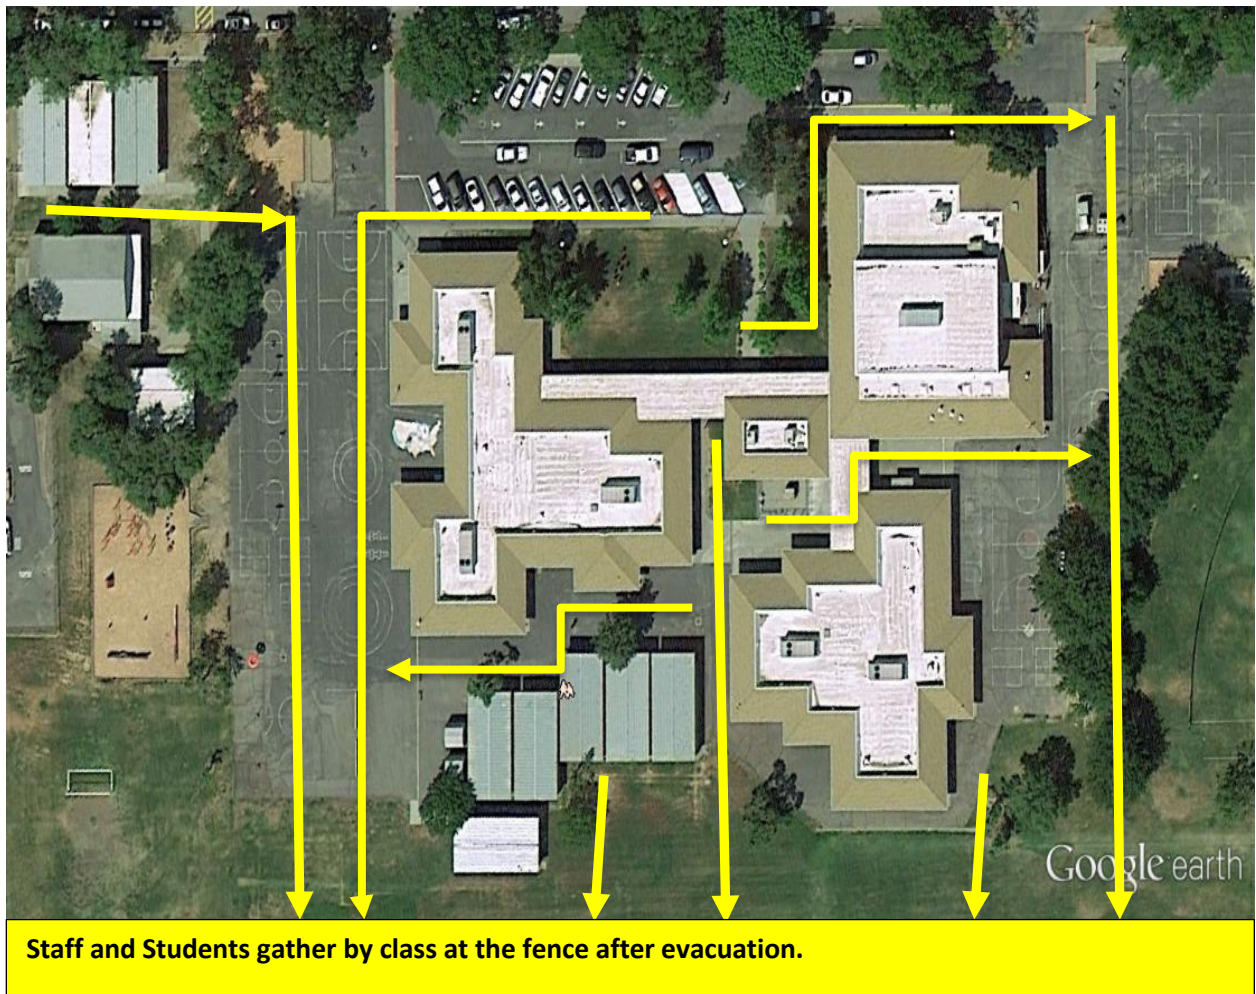 Google earth
Staff and Students gather by class at the fence after evacuation.